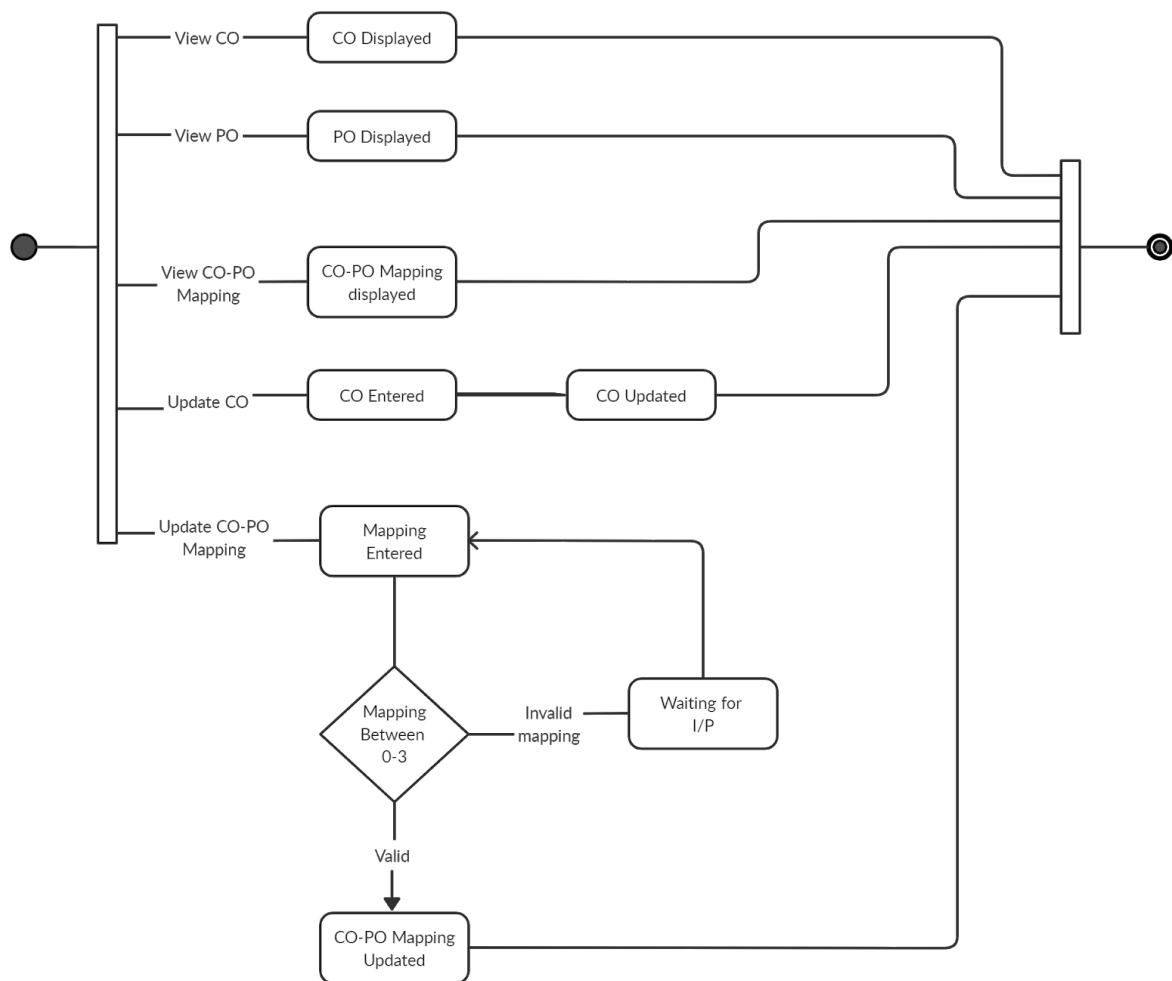 View CO
CO Displayed
View PO
PO Displayed
View CO-PO
Mapping
CO-PO Mapping
displayed
Update CO
CO Entered
CO Updated
Update CO-PO
Mapping
Mapping
Entered
Mapping
Between
0-3
Invalid
mapping
Waiting for
I/P
Valid
CO-PO Mapping
Updated